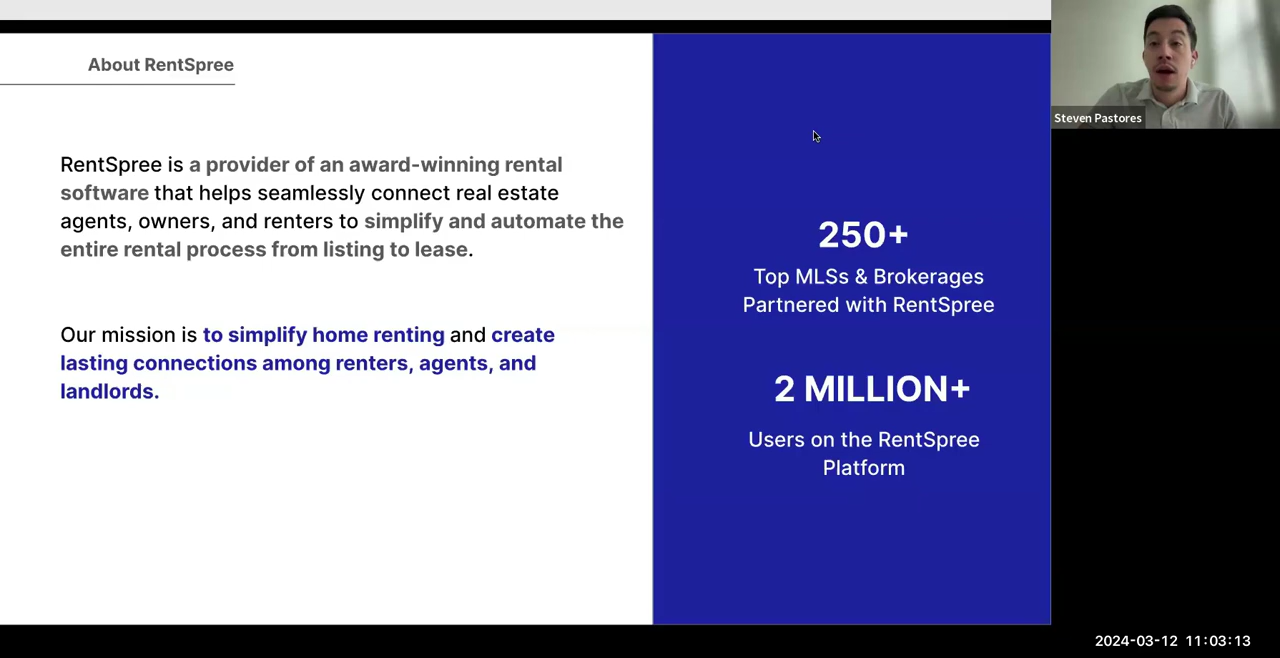 About RentSpree
RentSpree is a provider of an award-winning rental
software that helps seamlessly connect real estate
agents, owners, and renters to simplify and automate the
entire rental process from listing to lease.
Our mission is to simplify home renting and create
lasting connections among renters, agents, and
landlords.
250+
Top MLSs & Brokerages
Partnered with RentSpree
2 MILLION+
Users on the RentSpree
Platform
Steven Pastores
2024-03-12 11:03:13